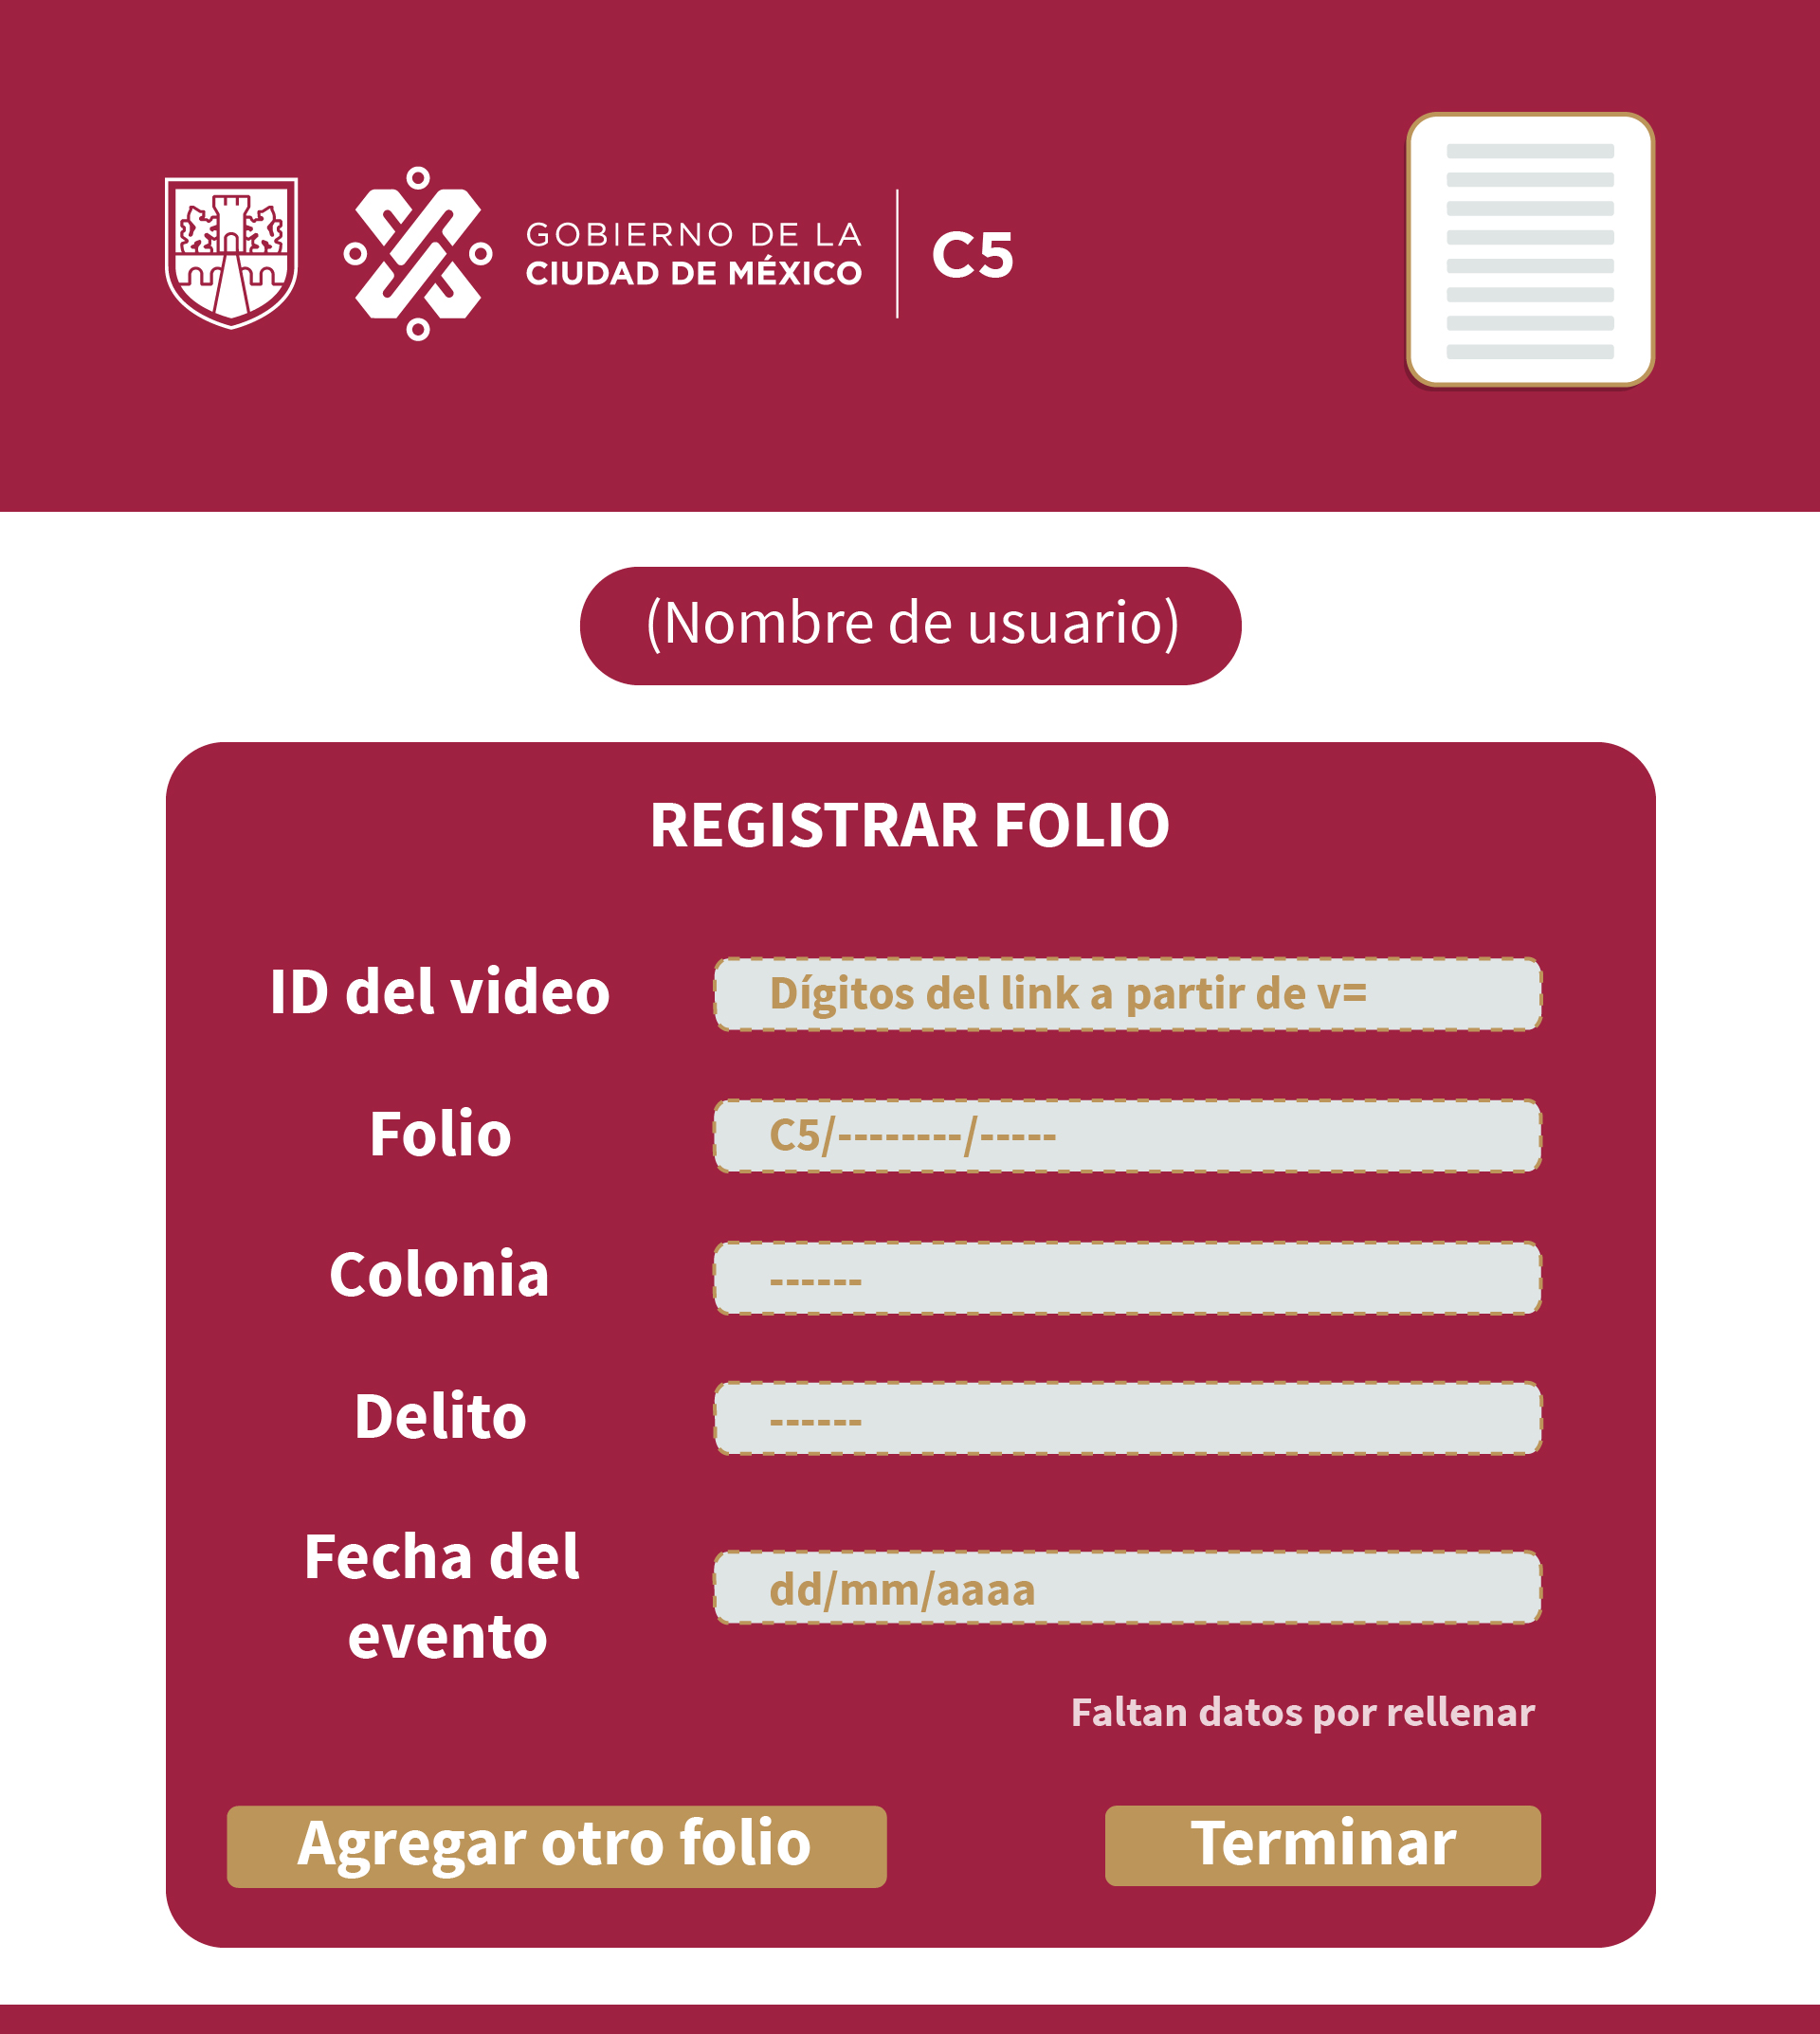 GOBIERNO DE LA
CIUDAD DE MÉXICO
C5
(Nombre de usuario)
REGISTRAR FOLIO
ID del video
Dígitos del link a partir de v=
Folio
C5/--------/-----
Colonia
------
Delito
------
Fecha del
evento
dd/mm/aaaa
Faltan datos por rellenar
Agregar otro folio
Terminar